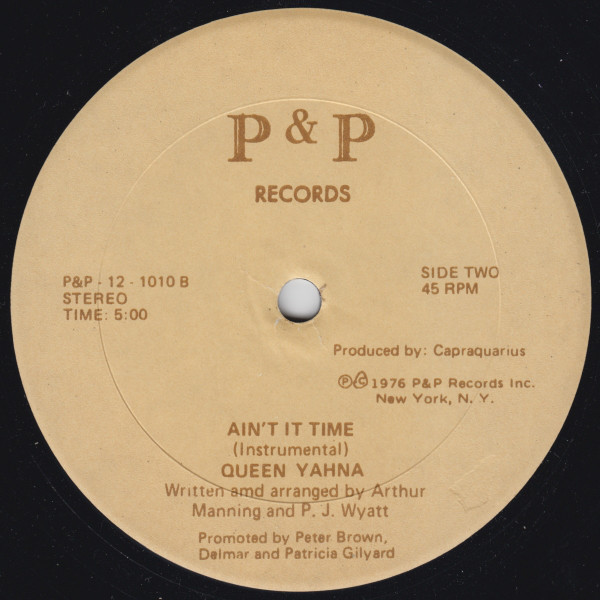 P & P
RECORDS
P&P - 12 - 1010 B
STEREO
TIME: 5:00
SIDE TWO
45 RPM
Produced by: Capraquarius
Ⓟ© 1976 P&P Records Inc.
New York, N. Y.
AIN'T IT TIME
(Instrumental)
QUEEN YAHNA
Written amd arranged by Arthur
Manning and P. J. Wyatt
Promoted by Peter Brown,
Delmar and Patricia Gilyard